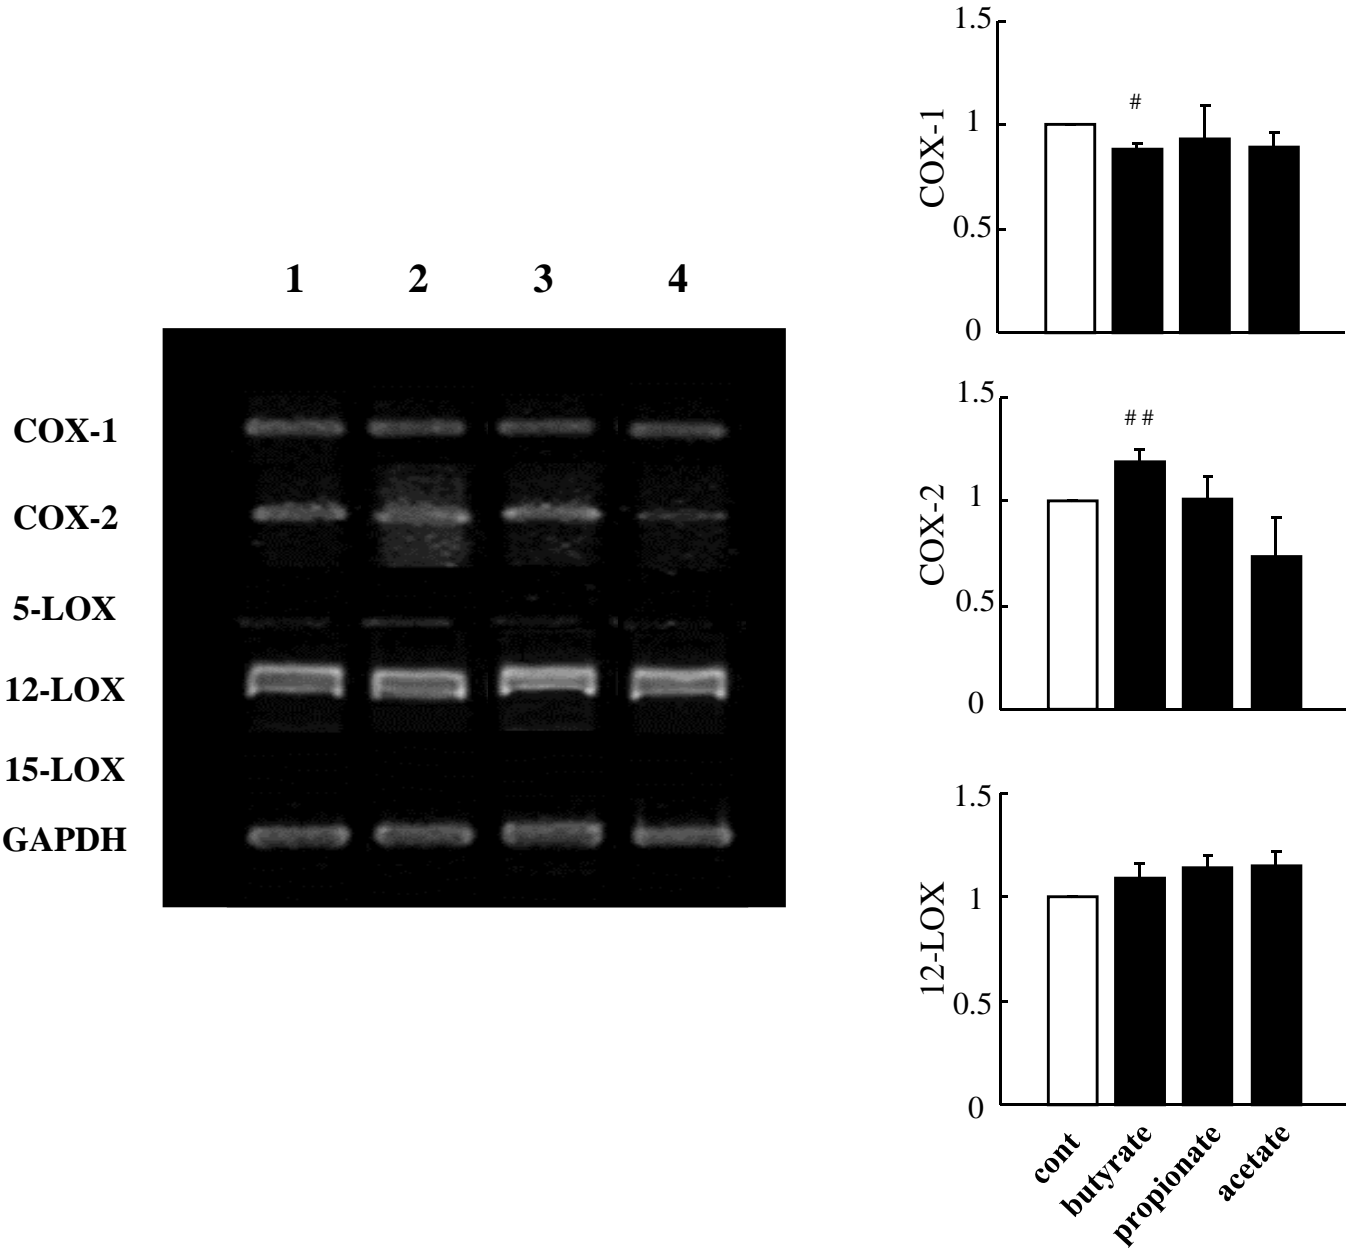 1 2 3 4
COX-1
COX-2
5-LOX
12-LOX
15-LOX
GAPDH
1.5
1
0.5
0
COX-1
#
1.5
1
0.5
0
COX-2
# #
1.5
1
0.5
0
12-LOX
cont
butyrate
propionate
acetate